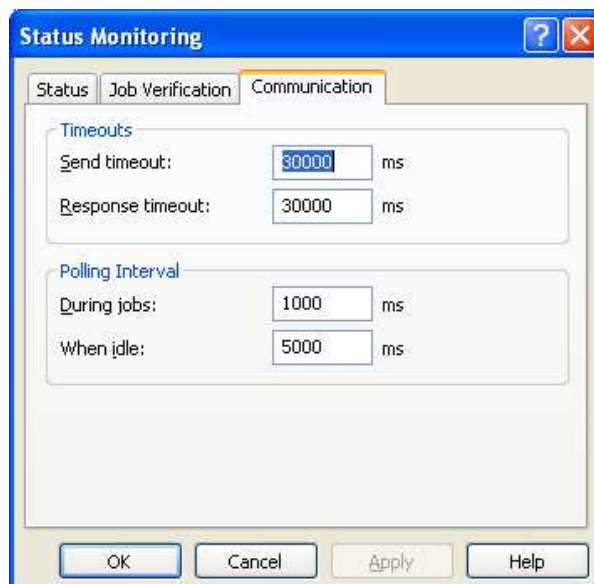 Status Monitoring
?
Status Job Verification Communication
Timeouts
Send timeout: 30000 ms
Response timeout: 30000 ms
Polling Interval
During jobs: 1000 ms
When idle: 5000 ms
OK Cancel Apply Help